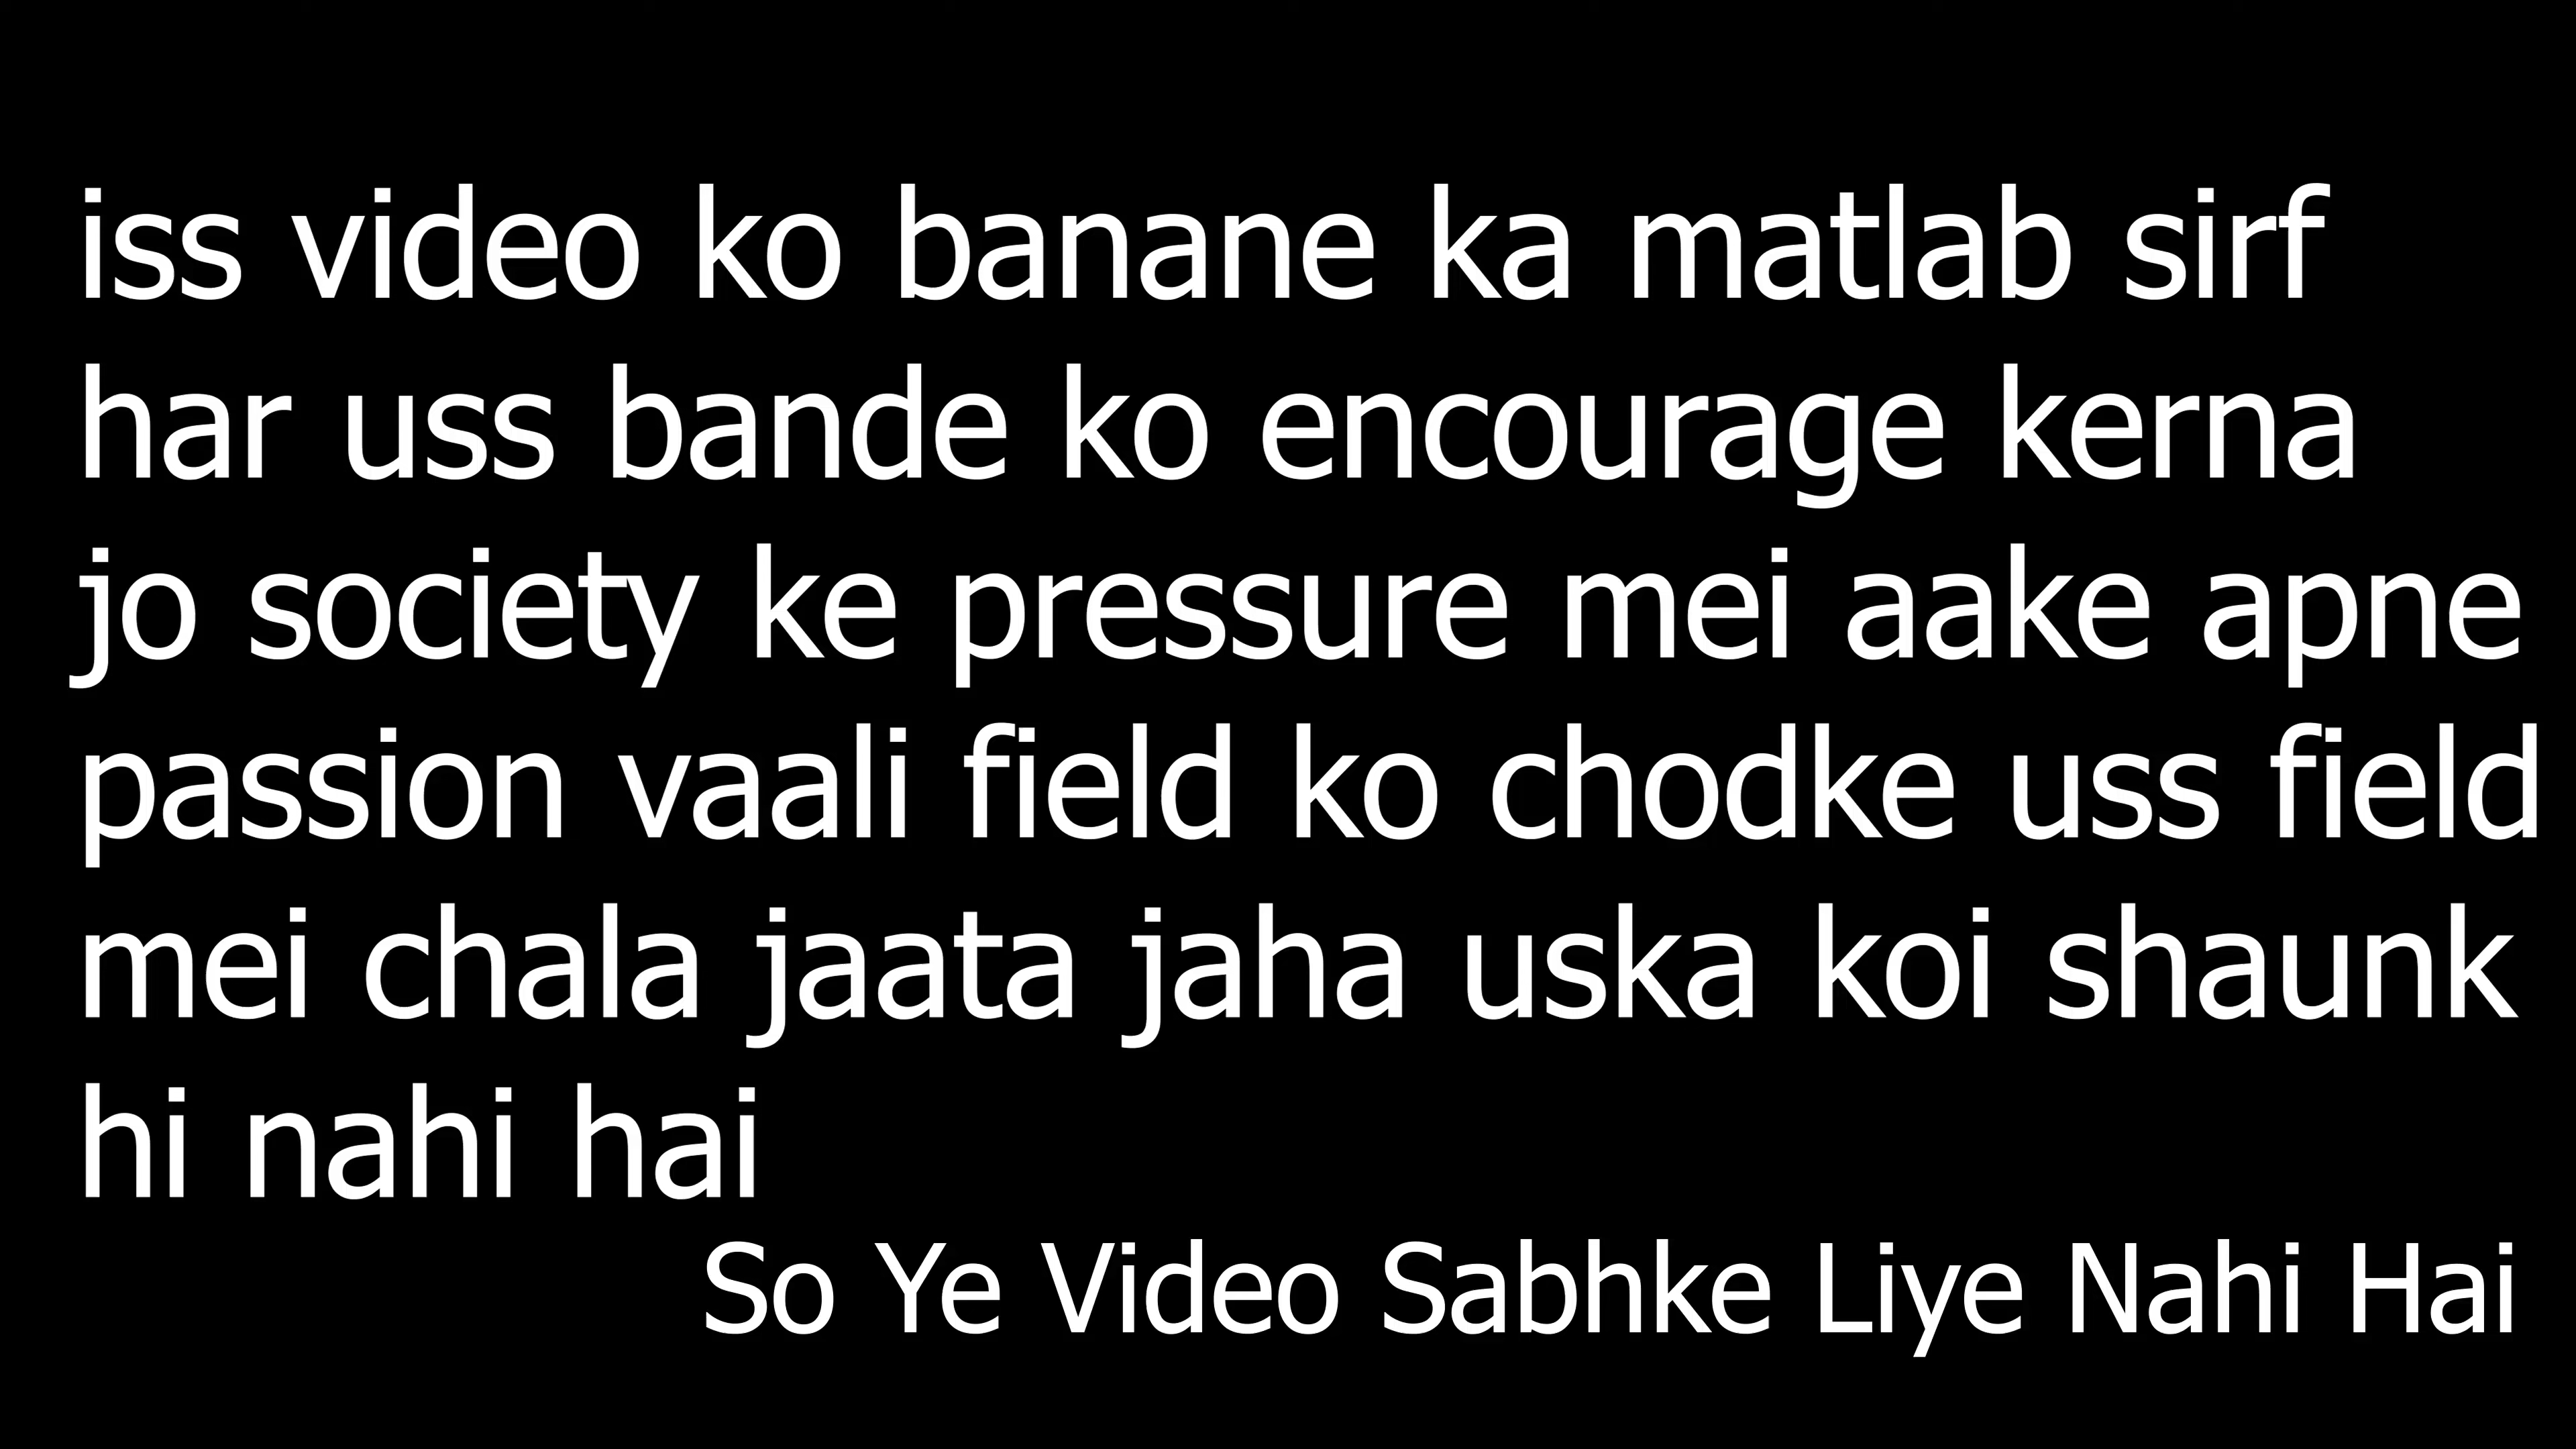 iss video ko banane ka matlab sirf
har uss bande ko encourage kerna
jo society ke pressure mei aake apne
passion vaali field ko chodke uss field
mei chala jaata jaha uska koi shaunk
hi nahi hai
So Ye Video Sabhke Liye Nahi Hai